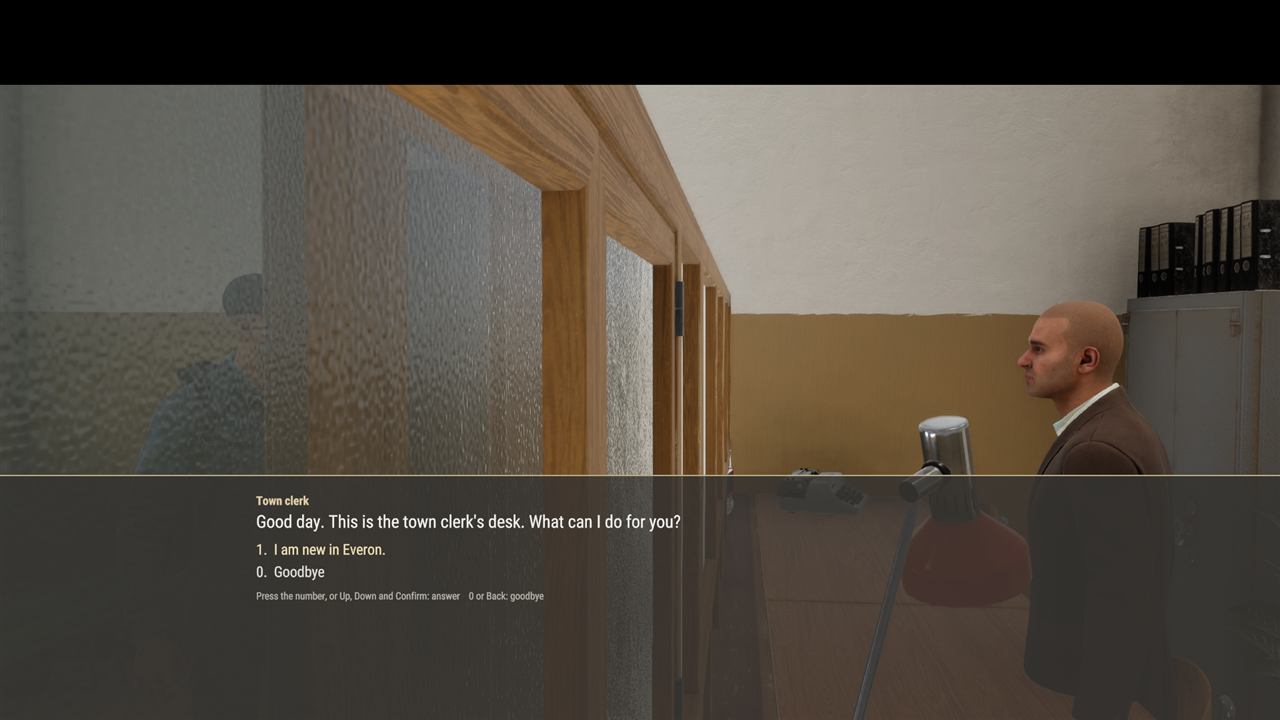 Town clerk
Good day. This is the town clerk's desk. What can I do for you?
1. I am new in Everon.
0. Goodbye
Press the number, or Up, Down and Confirm: answer 0 or Back: goodbye